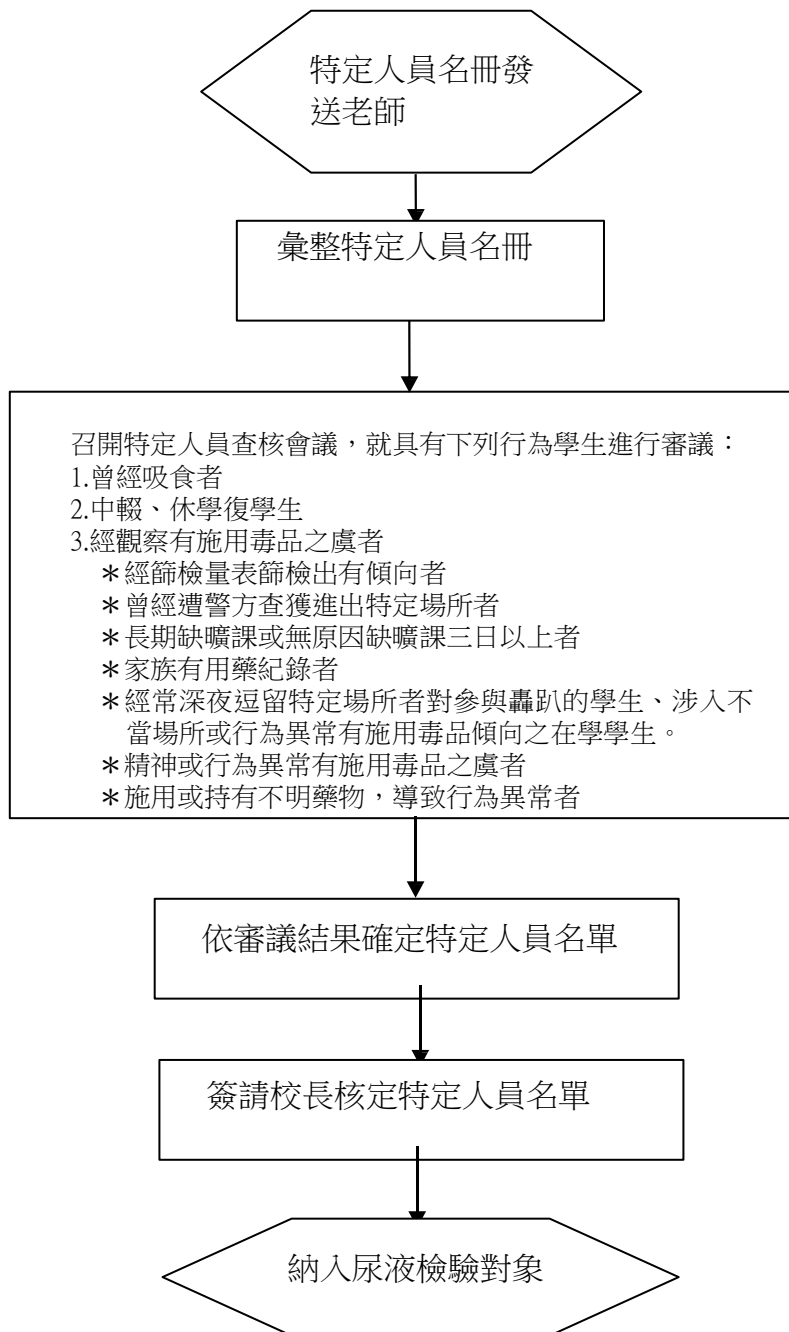 特定人員名冊發
送老師
彙整特定人員名冊
召開特定人員查核會議，就具有下列行為學生進行審議：
1.曾經吸食者
2.中輟、休學復學生
3.經觀察有施用毒品之虞者
＊經篩檢量表篩檢出有傾向者
＊曾經遭警方查獲進出特定場所者
＊長期缺曠課或無原因缺曠課三日以上者
＊家族有用藥紀錄者
＊經常深夜逗留特定場所者對參與轟趴的學生、涉入不
當場所或行為異常有施用毒品傾向之在學學生。
＊精神或行為異常有施用毒品之虞者
＊施用或持有不明藥物，導致行為異常者
依審議結果確定特定人員名單
簽請校長核定特定人員名單
納入尿液檢驗對象